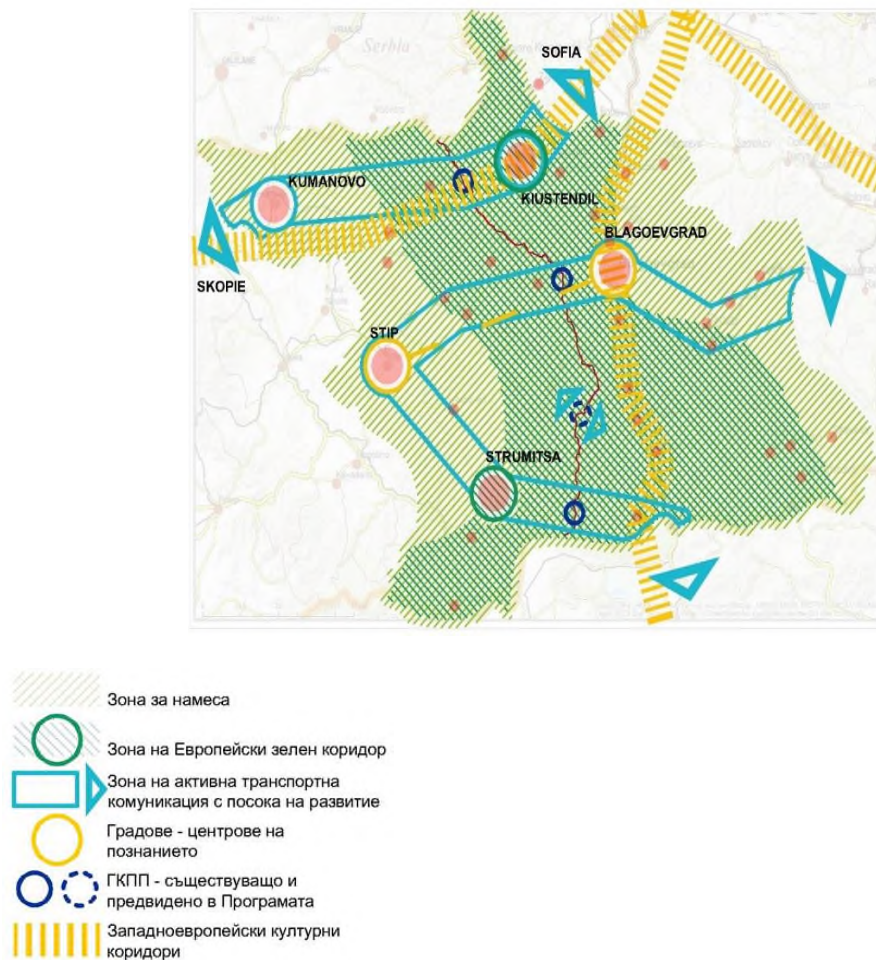 Serbia
SOFIA
KUMANOVO
KIUSTENDIL
BLAGOEVGRAD
SKOPIE
STIP
STRUMITSA
Зона за намеса
Зона на Европейски зелен коридор
Зона на активна транспортна
комуникация с посока на развитие
Градове - центрове на
познанието
ГКПП - съществуващо и
предвидено в Програмата
Западноевропейски културни
коридори